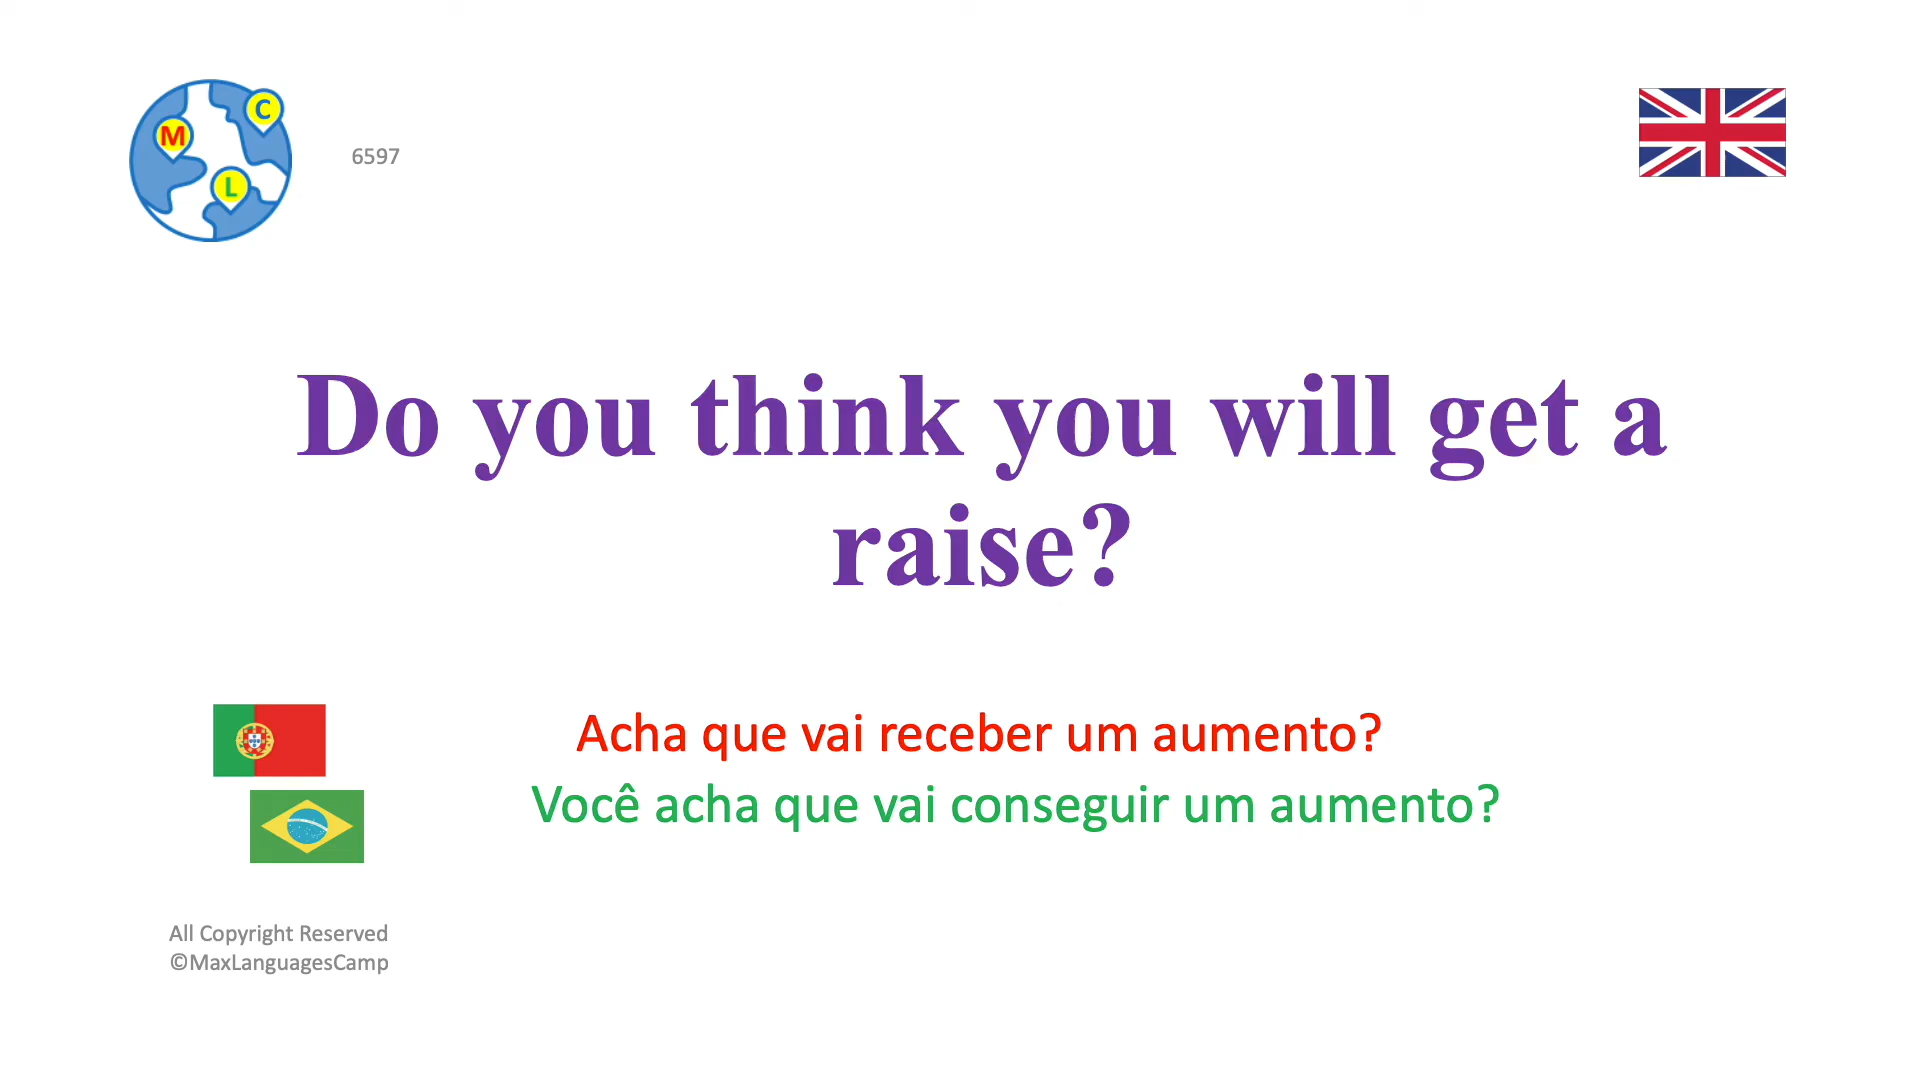 C
M
L
6597
Do you think you will get a
raise?
Acha que vai receber um aumento?
Você acha que vai conseguir um aumento?
All Copyright Reserved
©MaxLanguagesCamp